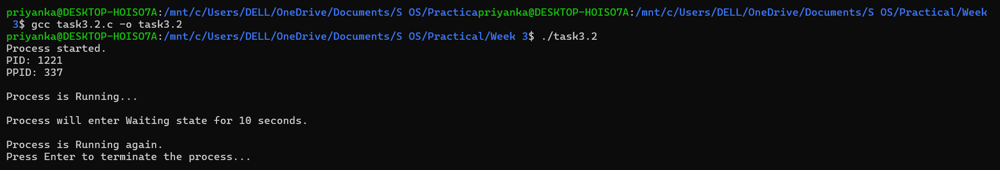 priyanka@DESKTOP-HOISO7A:/mnt/c/Users/DELL/OneDrive/Documents/S OS/Practicapriyanka@DESKTOP-HOISO7A:/mnt/c/Users/DELL/OneDrive/Documents/S OS/Practical/Week
 3$ gcc task3.2.c -o task3.2
priyanka@DESKTOP-HOISO7A:/mnt/c/Users/DELL/OneDrive/Documents/S OS/Practical/Week 3$ ./task3.2
Process started.
PID: 1221
PPID: 337
Process is Running...
Process will enter Waiting state for 10 seconds.
Process is Running again.
Press Enter to terminate the process...